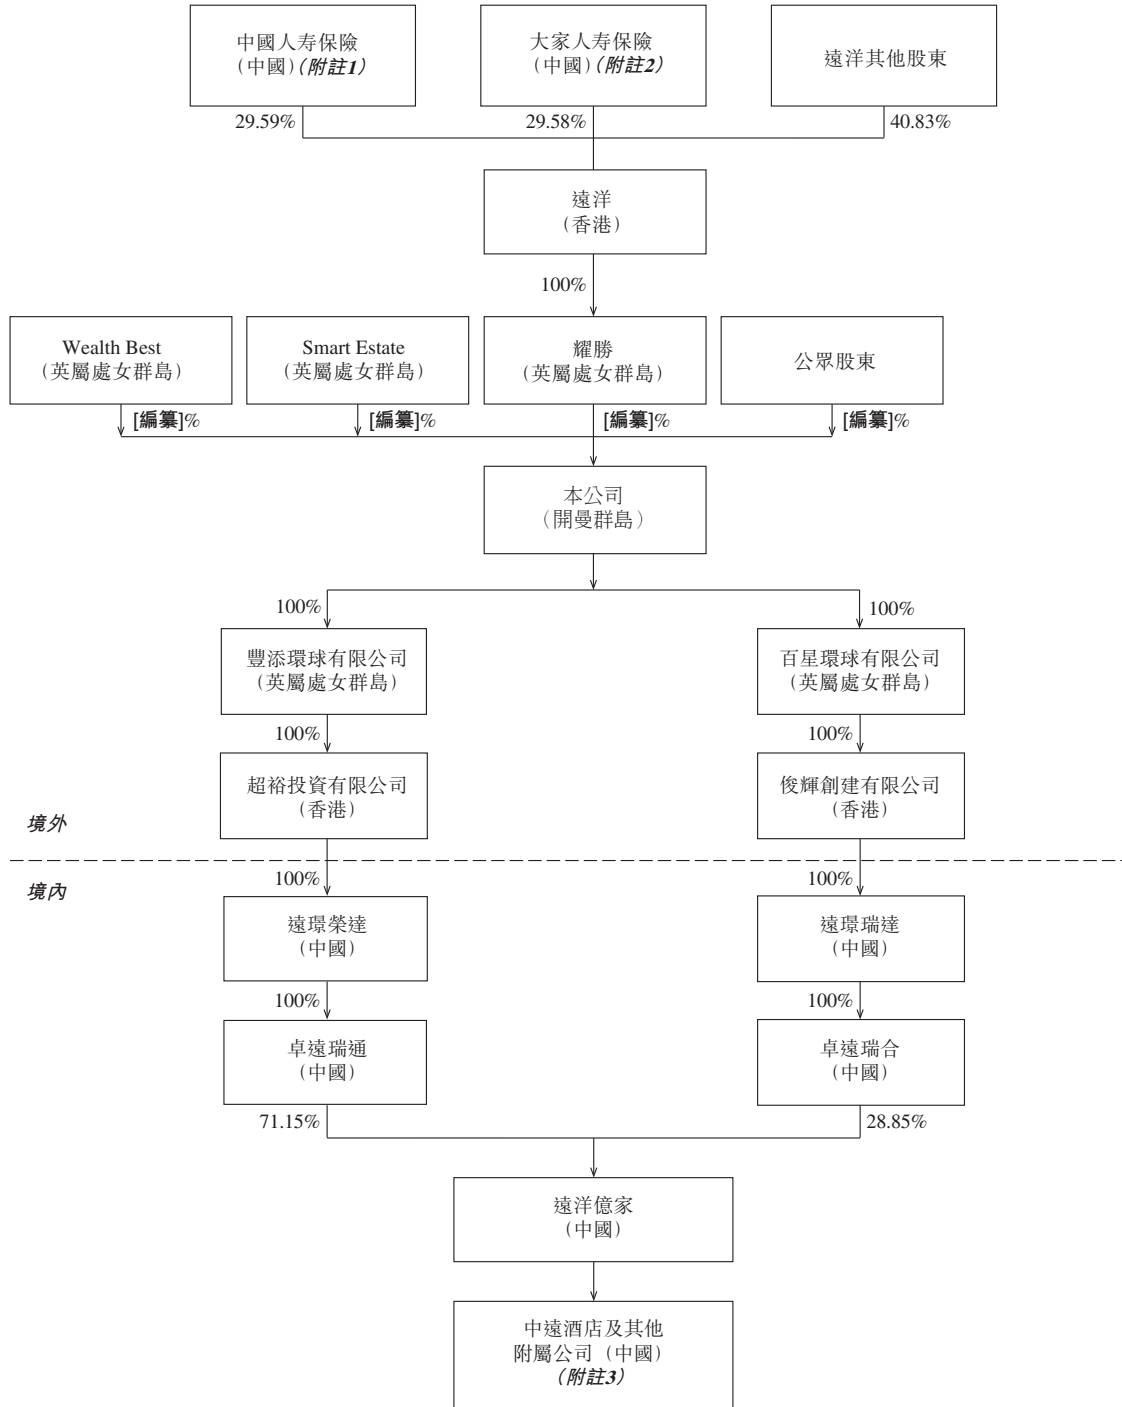 中國人寿保險
(中國)(附註1)
大家人寿保險
(中國)(附註2)
遠洋其他股東
29.59%
29.58%
40.83%
遠洋
(香港)
100%
Wealth Best
(英屬處女群島)
Smart Estate
(英屬處女群島)
耀勝
(英屬處女群島)
公眾股東
[編纂]%
[編纂]%
[編纂]%
[編纂]%
本公司
(開曼群島)
100%
100%
豐添環球有限公司
(英屬處女群島)
百星環球有限公司
(英屬處女群島)
100%
100%
超裕投資有限公司
(香港)
俊輝創建有限公司
(香港)
境外
境內
100%
100%
遠璟榮達
(中國)
遠璟瑞達
(中國)
100%
100%
卓遠瑞通
(中國)
卓遠瑞合
(中國)
71.15%
28.85%
遠洋億家
(中國)
中遠酒店及其他
附屬公司(中國)
(附註3)